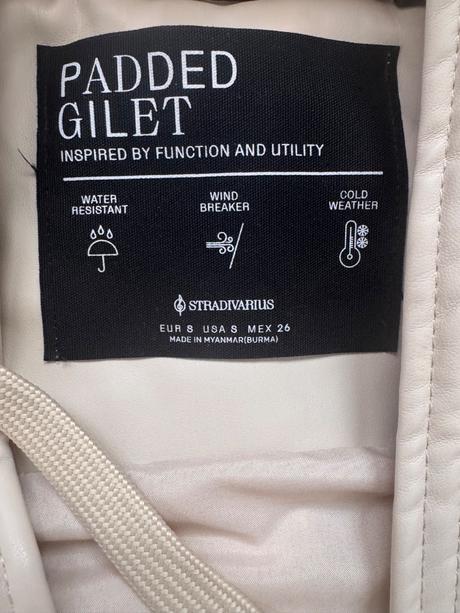 PADDED
GILET
INSPIRED BY FUNCTION AND UTILITY
WATER
RESISTANT
WIND
BREAKER
COLD
WEATHER
STRADIVARIUS
EUR S USA S MEX 26
MADE IN MYANMAR(BURMA)